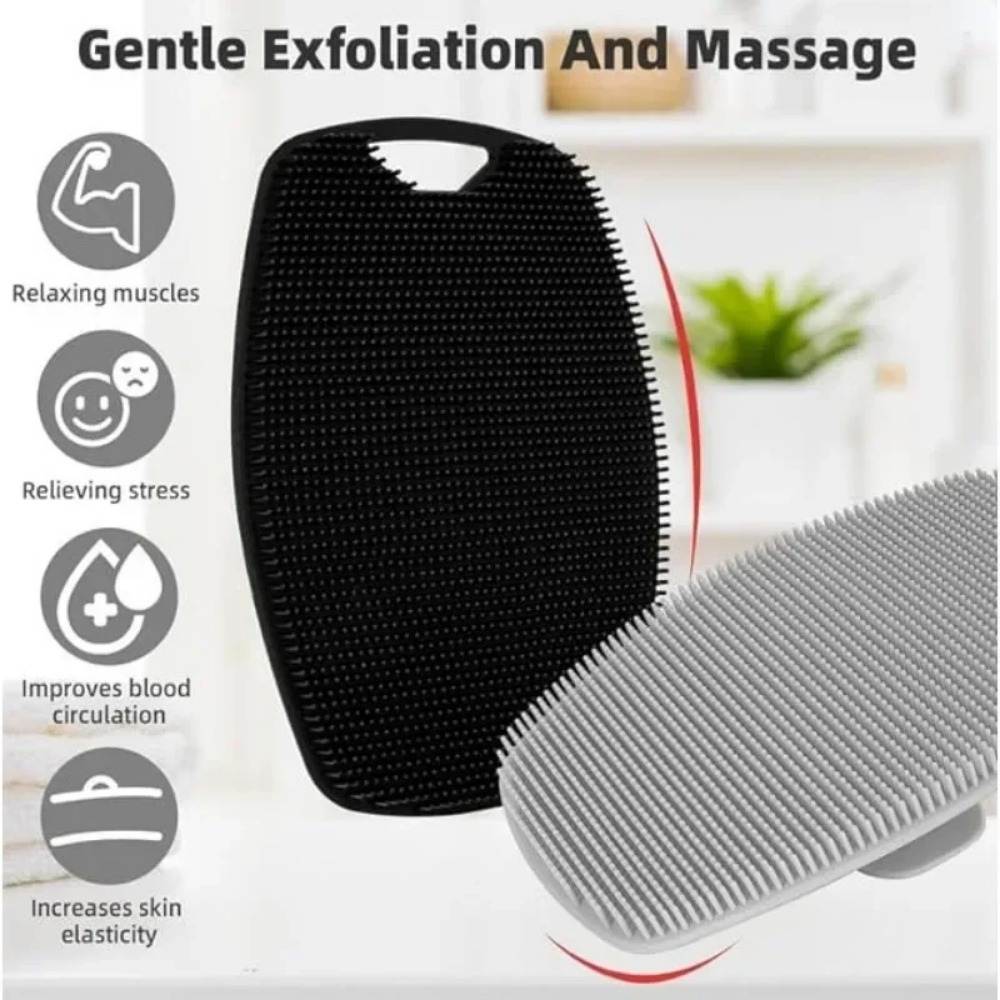 Gentle Exfoliation And Massage
Relaxing muscles
Relieving stress
Improves blood
circulation
Increases skin
elasticity